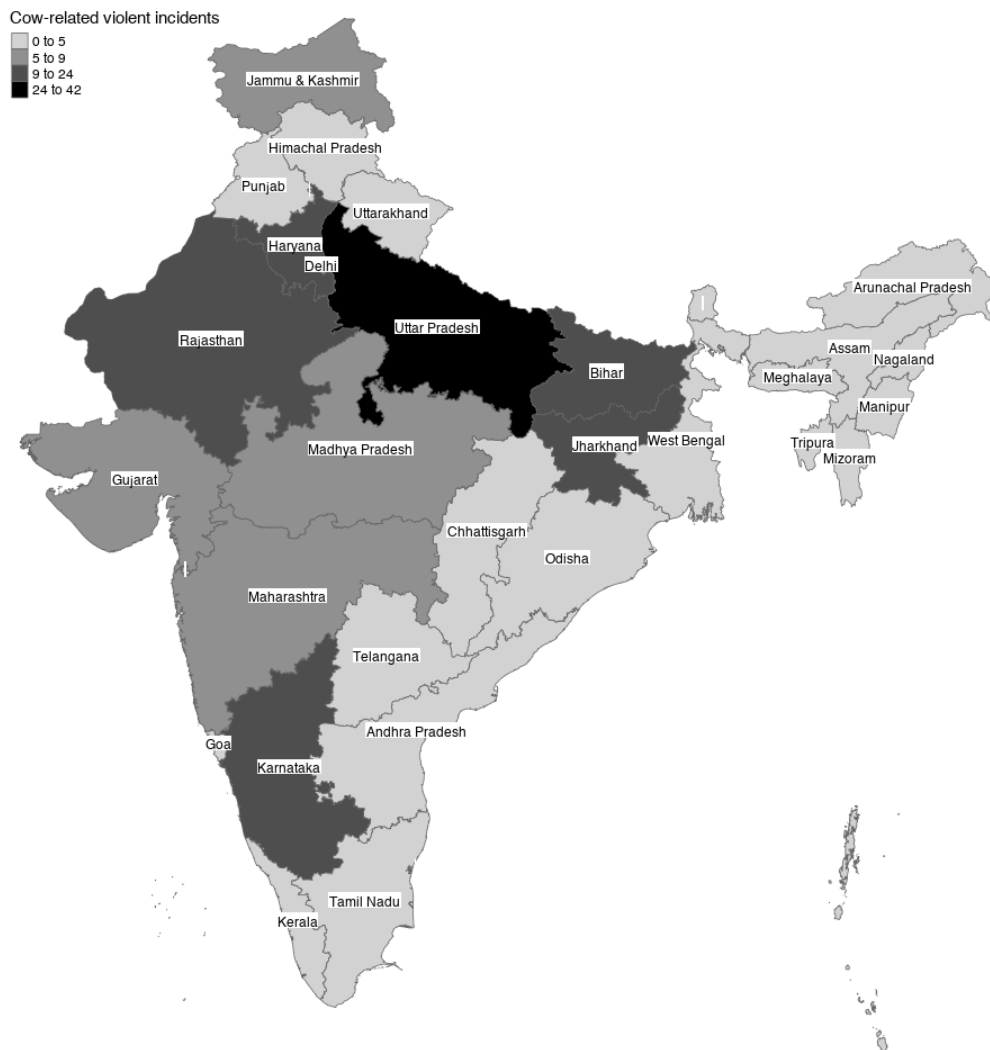 Cow-related violent incidents
0 to 5
5 to 9
9 to 24
24 to 42
Jammu & Kashmir
Himachal Pradesh
Punjab
Uttarakhand
Haryana
Delhi
Arunachal Pradesh
Uttar Pradesh
Rajasthan
Assam
Nagaland
Bihar
Meghalaya
Manipur
Jharkhand
West Bengal
Madhya Pradesh
Tripura
Mizoram
Gujarat
Chhattisgarh
Odisha
Maharashtra
Telangana
Andhra Pradesh
Goa
Karnataka
Tamil Nadu
Kerala